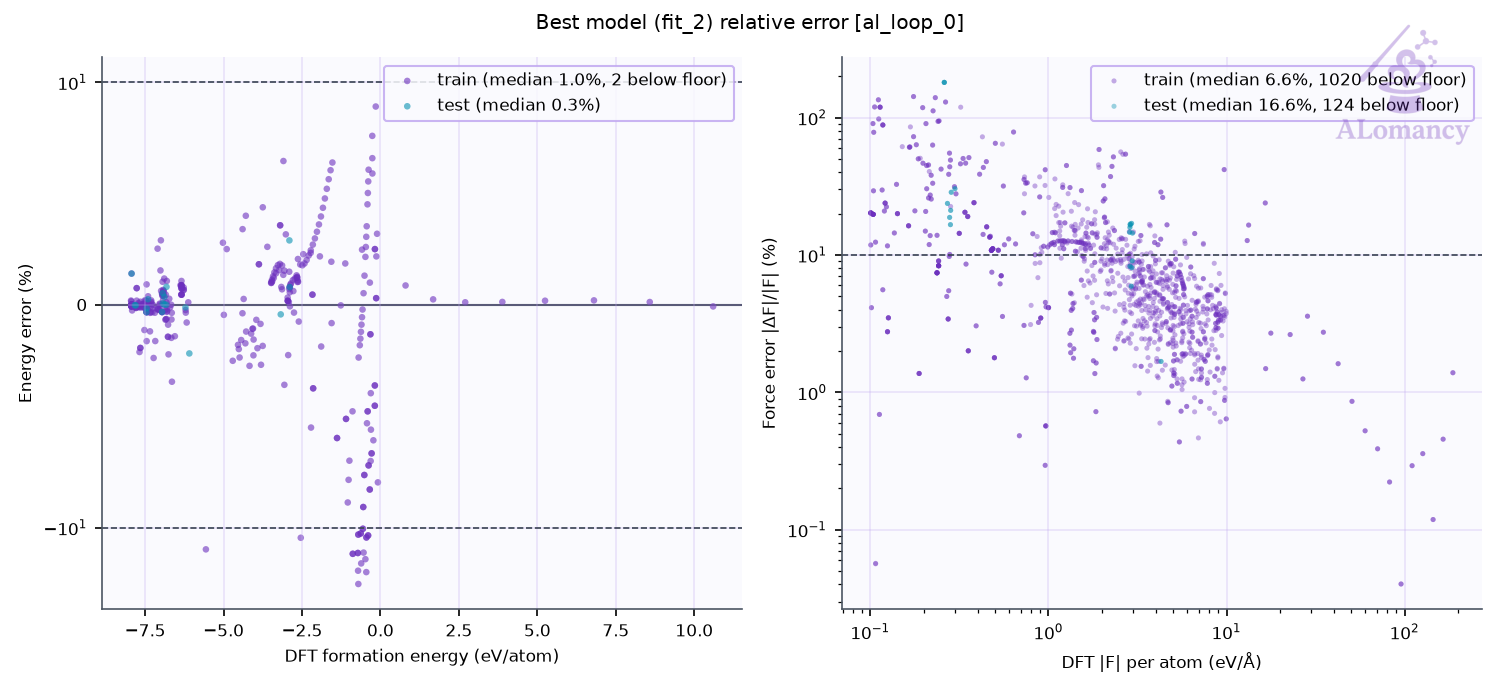 Best model (fit_2) relative error [al_loop_0]
train (median 1.0%, 2 below floor)
test (median 0.3%)
10¹
0
−10¹
Energy error (%)
−7.5 −5.0 −2.5 0.0 2.5 5.0 7.5 10.0
DFT formation energy (eV/atom)
train (median 6.6%, 1020 below floor)
test (median 16.6%, 124 below floor)
ALomancy
10²
10¹
10⁰
10⁻¹
Force error |ΔF|/|F| (%)
10⁻¹ 10⁰ 10¹ 10²
DFT |F| per atom (eV/Å)